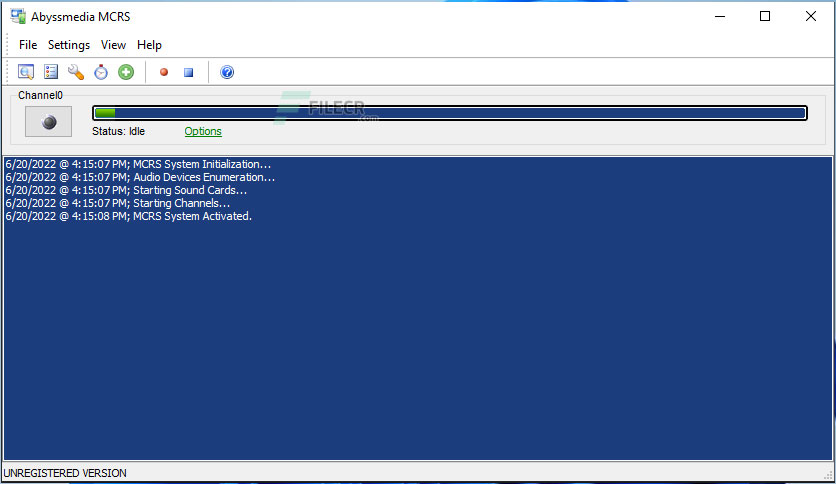 Abyssmedia MCRS
File Settings View Help
Channel0
FILECR
.com
Status: Idle Options
6/20/2022 @ 4:15:07 PM; MCRS System Initialization...
6/20/2022 @ 4:15:07 PM; Audio Devices Enumeration...
6/20/2022 @ 4:15:07 PM; Starting Sound Cards...
6/20/2022 @ 4:15:07 PM; Starting Channels...
6/20/2022 @ 4:15:08 PM; MCRS System Activated.
UNREGISTERED VERSION